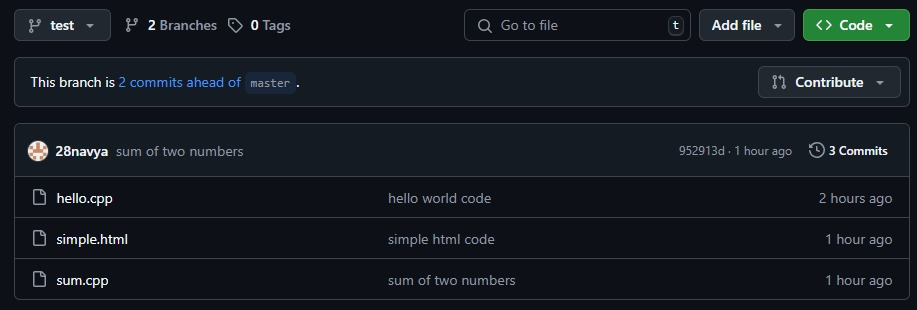 test 2 Branches 0 Tags Go to file t Add file Code
This branch is 2 commits ahead of master . Contribute
28navya sum of two numbers 952913d · 1 hour ago 3 Commits
hello.cpp hello world code 2 hours ago
simple.html simple html code 1 hour ago
sum.cpp sum of two numbers 1 hour ago